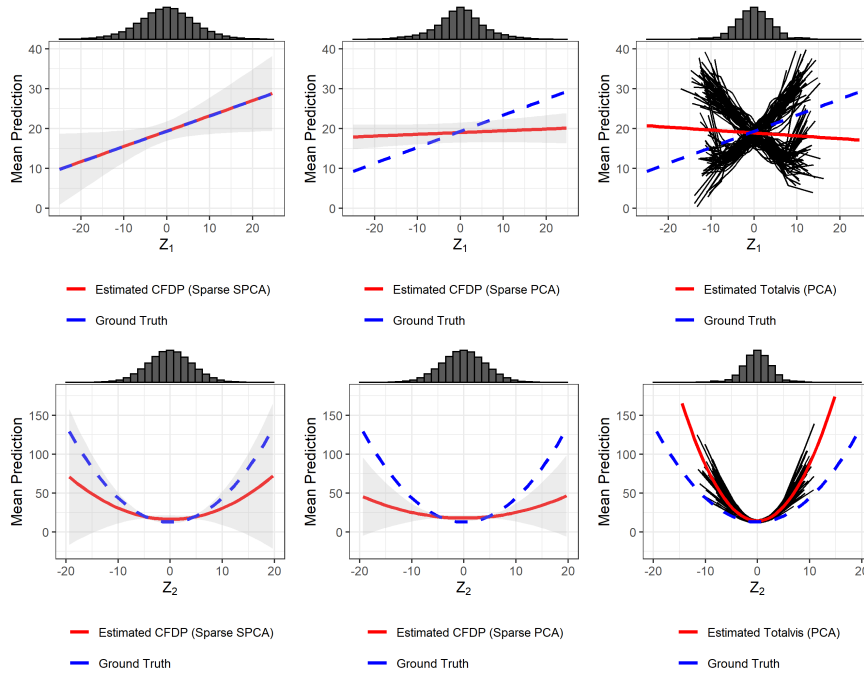 40
30
20
10
0
Mean Prediction
-20 -10 0 10 20
Z1
Estimated CFDP (Sparse SPCA)
Ground Truth
40
30
20
10
0
Mean Prediction
-20 -10 0 10 20
Z1
Estimated CFDP (Sparse PCA)
Ground Truth
40
30
20
10
0
Mean Prediction
-20 -10 0 10 20
Z1
Estimated Totalvis (PCA)
Ground Truth
150
100
50
0
Mean Prediction
-20 -10 0 10 20
Z2
Estimated CFDP (Sparse SPCA)
Ground Truth
150
100
50
0
Mean Prediction
-20 -10 0 10 20
Z2
Estimated CFDP (Sparse PCA)
Ground Truth
150
100
50
0
Mean Prediction
-20 -10 0 10 20
Z2
Estimated Totalvis (PCA)
Ground Truth